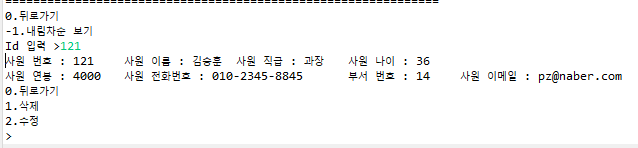 ================================================================
0.뒤로가기
-1.내림차순 보기
Id 입력 >121
사원 번호 : 121 사원 이름 : 김승훈 사원 직급 : 과장 사원 나이 : 36
사원 연봉 : 4000 사원 전화번호 : 010-2345-8845 부서 번호 : 14 사원 이메일 : pz@naber.com
0.뒤로가기
1.삭제
2.수정
>